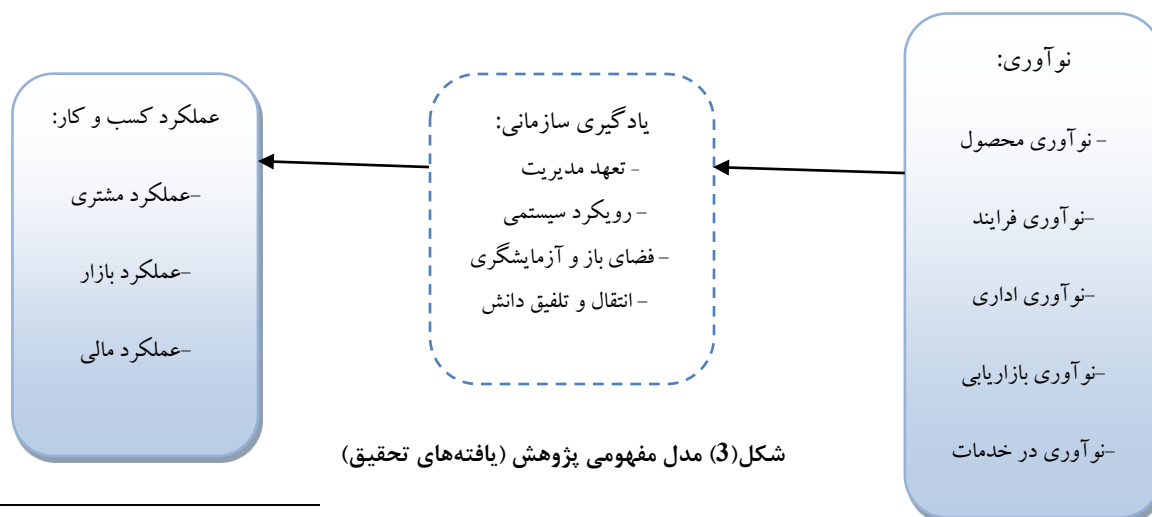 نوآوری:
- نوآوری محصول
-نوآوری فرایند
-نوآوری اداری
-نوآوری بازاریابی
-نوآوری در خدمات
یادگیری سازمانی:
- تعهد مدیریت
- رویکرد سیستمی
- فضای باز و آزمایشگری
- انتقال و تلفیق دانش
عملکرد کسب و کار:
-عملکرد مشتری
-عملکرد بازار
-عملکرد مالی
شکل(3) مدل مفهومی پژوهش (یافته‌های تحقیق)